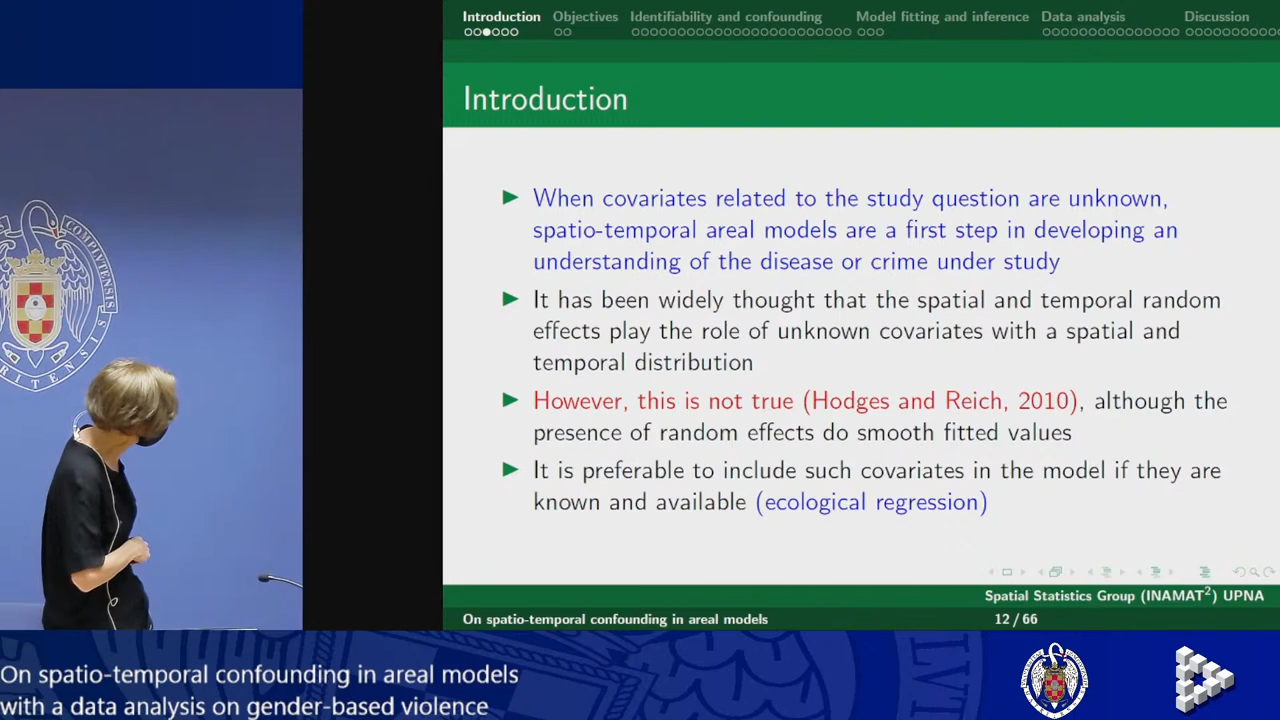 Introduction Objectives Identifiability and confounding Model fitting and inference Data analysis Discussion
Introduction
When covariates related to the study question are unknown,
spatio-temporal areal models are a first step in developing an
understanding of the disease or crime under study
It has been widely thought that the spatial and temporal random
effects play the role of unknown covariates with a spatial and
temporal distribution
However, this is not true (Hodges and Reich, 2010), although the
presence of random effects do smooth fitted values
It is preferable to include such covariates in the model if they are
known and available (ecological regression)
Spatial Statistics Group (INAMAT²) UPNA
On spatio-temporal confounding in areal models 12 / 66
On spatio-temporal confounding in areal models
with a data analysis on gender-based violence